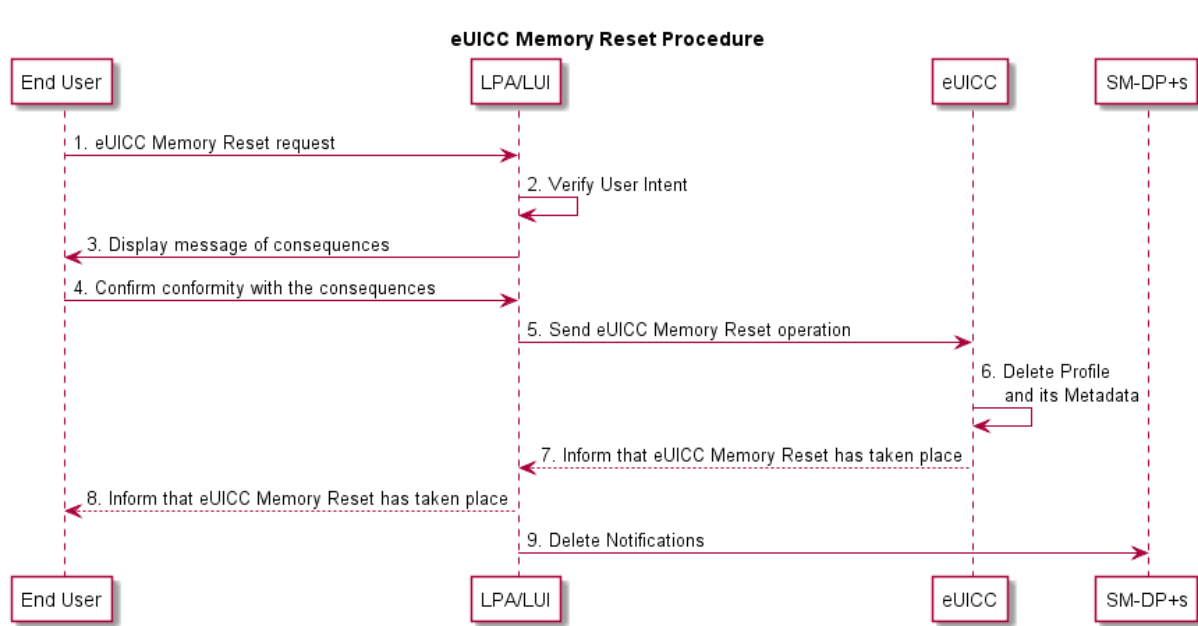 eUICC Memory Reset Procedure
End User
LPA/LUI
eUICC
SM-DP+s
1. eUICC Memory Reset request
2. Verify User Intent
3. Display message of consequences
4. Confirm conformity with the consequences
5. Send eUICC Memory Reset operation
6. Delete Profile
and its Metadata
7. Inform that eUICC Memory Reset has taken place
8. Inform that eUICC Memory Reset has taken place
9. Delete Notifications
End User
LPA/LUI
eUICC
SM-DP+s